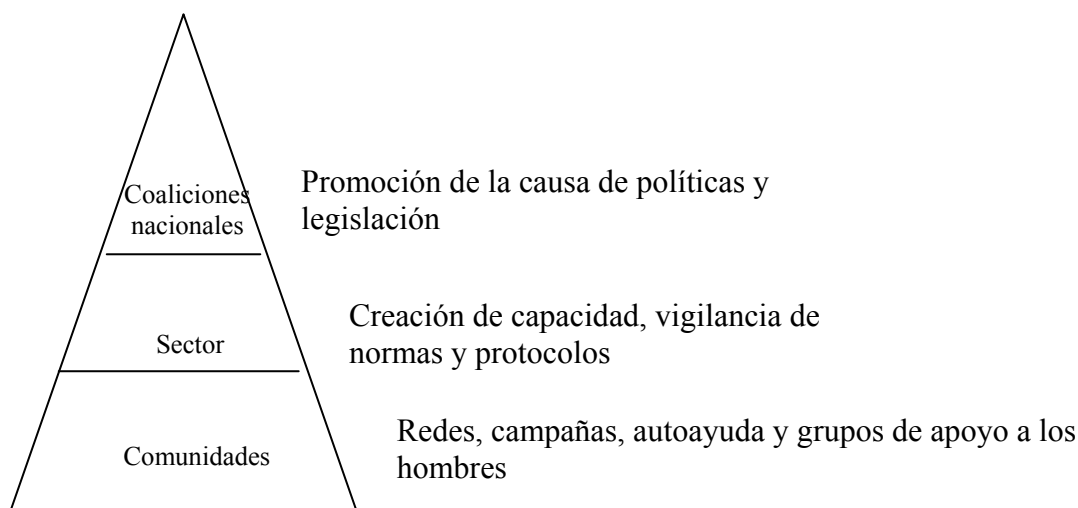 Coaliciones
nacionales
Promoción de la causa de políticas y
legislación
Sector
Creación de capacidad, vigilancia de
normas y protocolos
Comunidades
Redes, campañas, autoayuda y grupos de apoyo a los
hombres